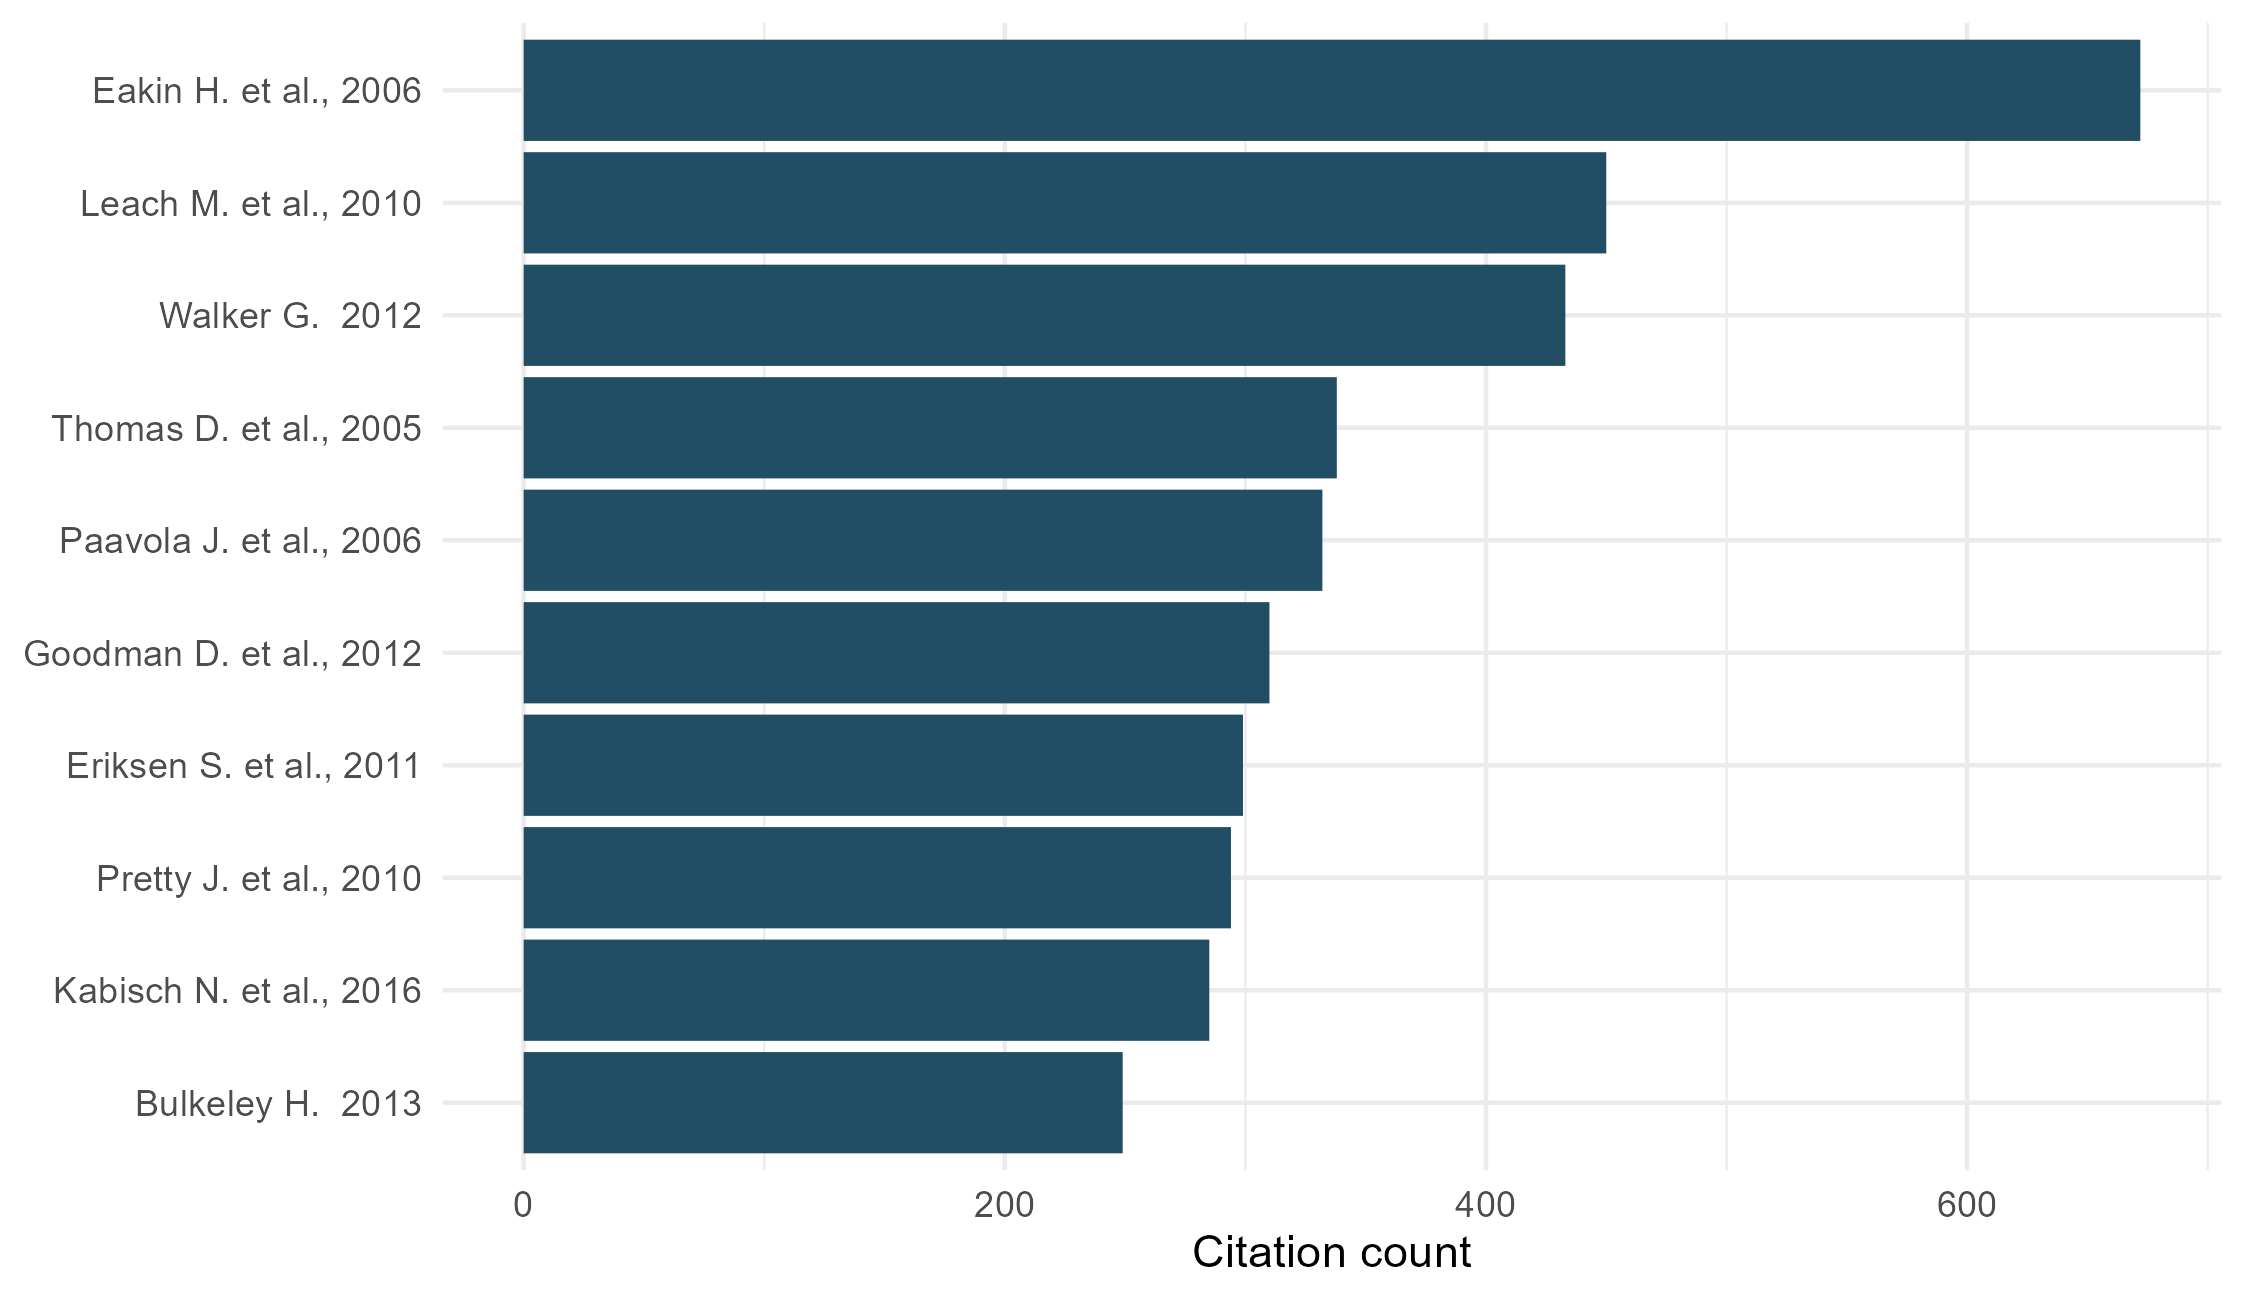 Eakin H. et al., 2006
Leach M. et al., 2010
Walker G.  2012
Thomas D. et al., 2005
Paavola J. et al., 2006
Goodman D. et al., 2012
Eriksen S. et al., 2011
Pretty J. et al., 2010
Kabisch N. et al., 2016
Bulkeley H.  2013
0 200 400 600
Citation count